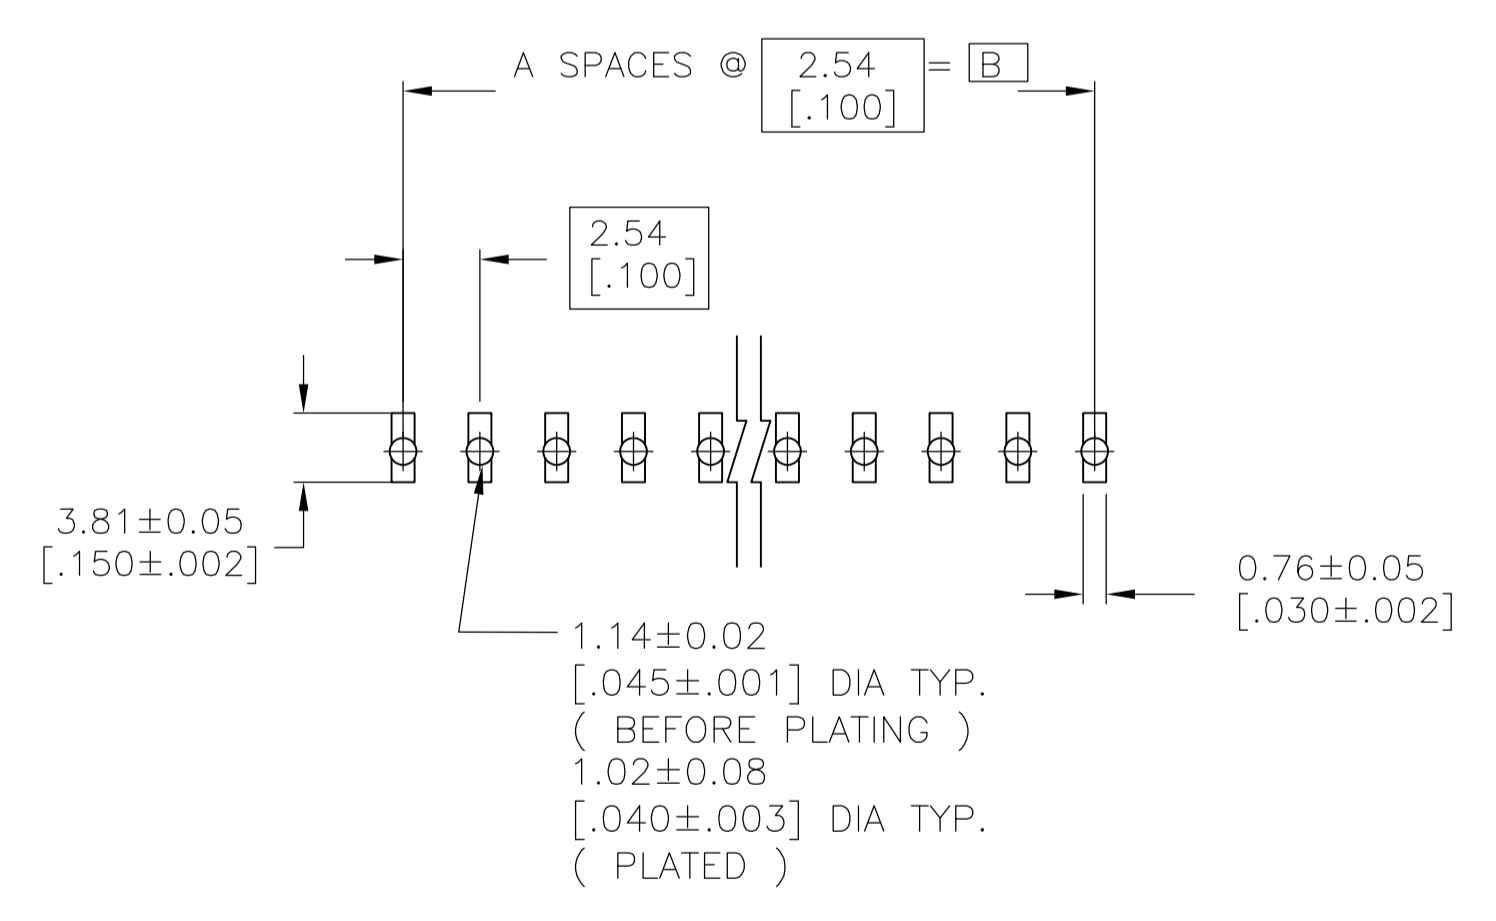 A SPACES @ 2.54 = B
[.100]
2.54
[.100]
3.81±0.05
[.150±.002]
0.76±0.05
[.030±.002]
1.14±0.02
[.045±.001] DIA TYP.
( BEFORE PLATING )
1.02±0.08
[.040±.003] DIA TYP.
( PLATED )